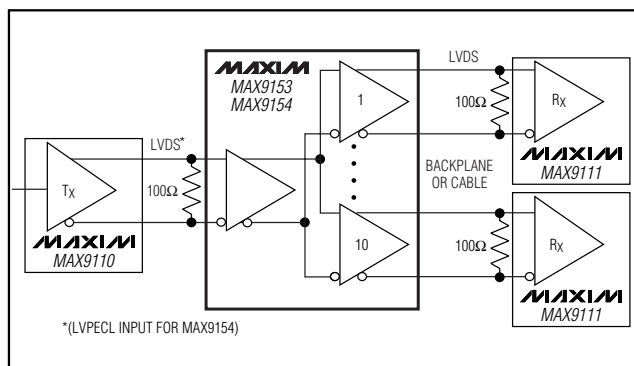 MAXIM
MAX9153
MAX9154
LVDS
1
100Ω
RX
MAXIM
MAX9111
LVDS*
TX
100Ω
MAXIM
MAX9110
BACKPLANE
OR CABLE
10
100Ω
RX
MAXIM
MAX9111
*(LVPECL INPUT FOR MAX9154)